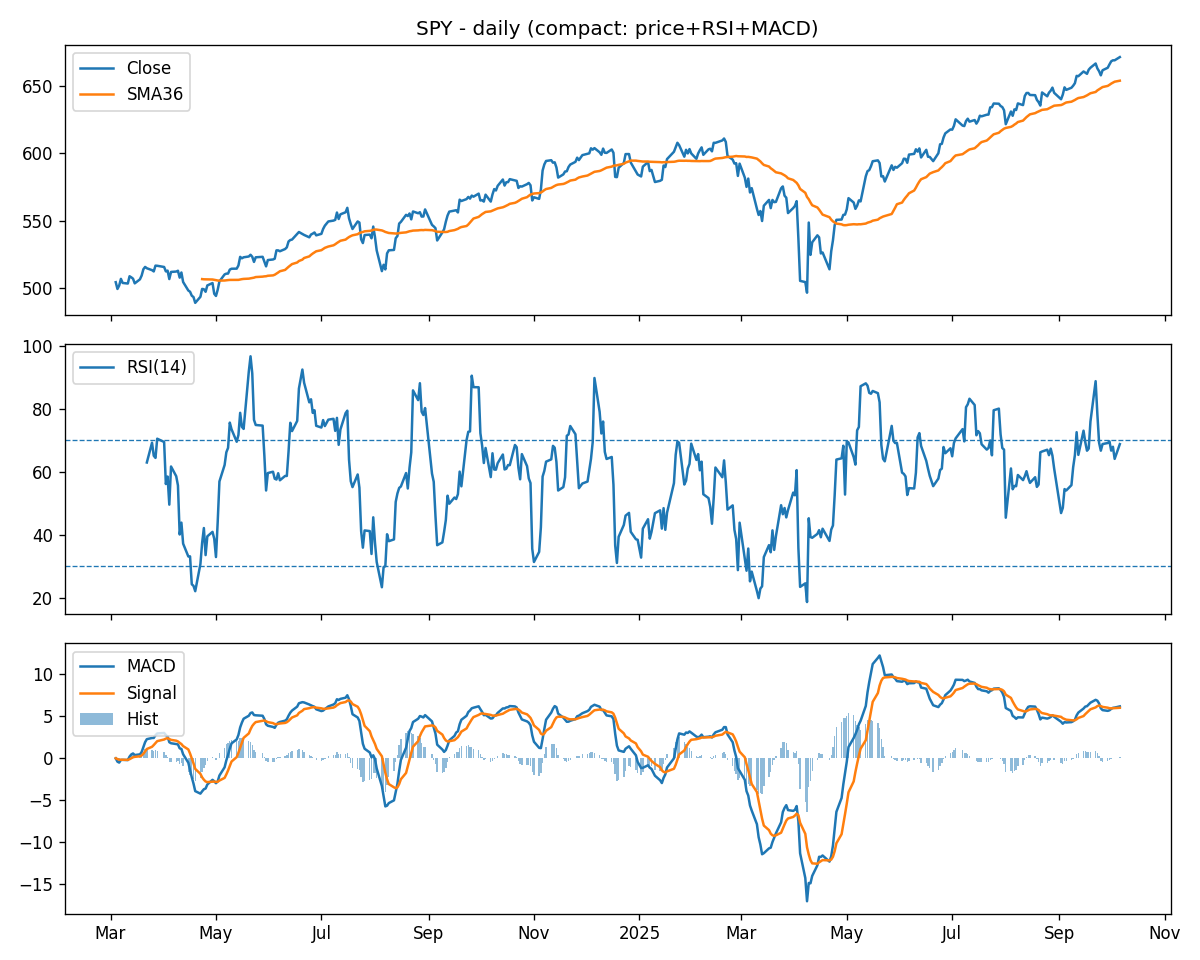 SPY - daily (compact: price+RSI+MACD)
Close
SMA36
650
600
550
500
RSI(14)
100
80
60
40
20
MACD
Signal
Hist
10
5
0
−5
−10
−15
Mar May Jul Sep Nov 2025 Mar May Jul Sep Nov